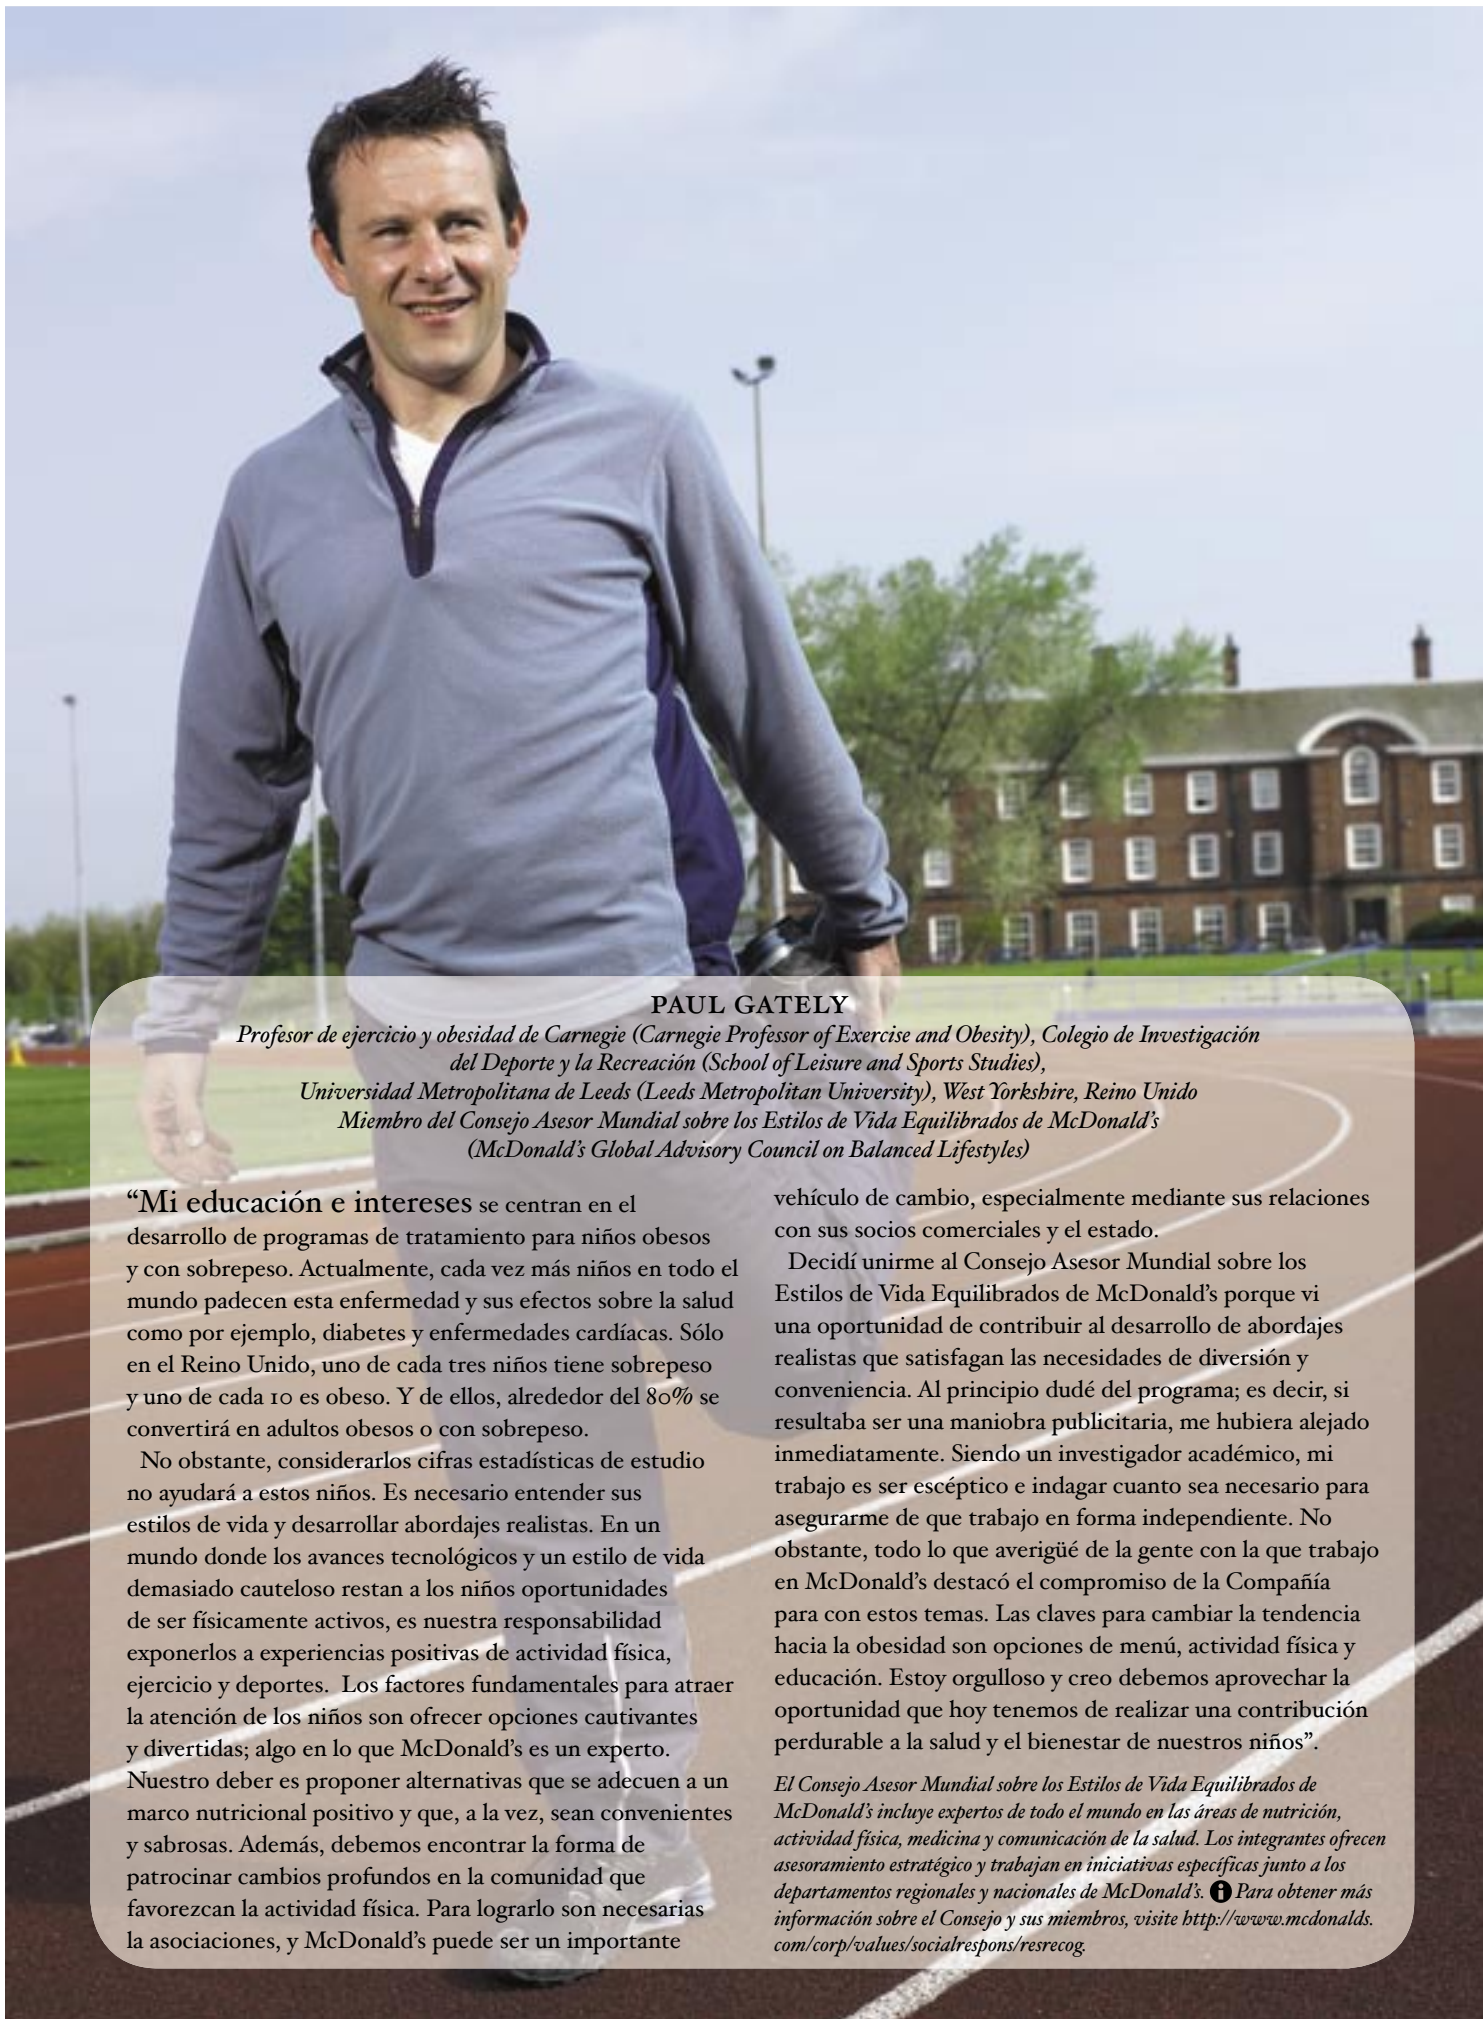 PAUL GATELY
Profesor de ejercicio y obesidad de Carnegie (Carnegie Professor of Exercise and Obesity), Colegio de Investigación
del Deporte y la Recreación (School of Leisure and Sports Studies),
Universidad Metropolitana de Leeds (Leeds Metropolitan University), West Yorkshire, Reino Unido
Miembro del Consejo Asesor Mundial sobre los Estilos de Vida Equilibrados de McDonald’s
(McDonald’s Global Advisory Council on Balanced Lifestyles)
“Mi educación e intereses se centran en el
desarrollo de programas de tratamiento para niños obesos
y con sobrepeso. Actualmente, cada vez más niños en todo el
mundo padecen esta enfermedad y sus efectos sobre la salud
como por ejemplo, diabetes y enfermedades cardíacas. Sólo
en el Reino Unido, uno de cada tres niños tiene sobrepeso
y uno de cada 10 es obeso. Y de ellos, alrededor del 80% se
convertirá en adultos obesos o con sobrepeso.
No obstante, considerarlos cifras estadísticas de estudio
no ayudará a estos niños. Es necesario entender sus
estilos de vida y desarrollar abordajes realistas. En un
mundo donde los avances tecnológicos y un estilo de vida
demasiado cauteloso restan a los niños oportunidades
de ser físicamente activos, es nuestra responsabilidad
exponerlos a experiencias positivas de actividad física,
ejercicio y deportes. Los factores fundamentales para atraer
la atención de los niños son ofrecer opciones cautivantes
y divertidas; algo en lo que McDonald’s es un experto.
Nuestro deber es proponer alternativas que se adecuen a un
marco nutricional positivo y que, a la vez, sean convenientes
y sabrosas. Además, debemos encontrar la forma de
patrocinar cambios profundos en la comunidad que
favorezcan la actividad física. Para lograrlo son necesarias
la asociaciones, y McDonald’s puede ser un importante
vehículo de cambio, especialmente mediante sus relaciones
con sus socios comerciales y el estado.
Decidí unirme al Consejo Asesor Mundial sobre los
Estilos de Vida Equilibrados de McDonald’s porque vi
una oportunidad de contribuir al desarrollo de abordajes
realistas que satisfagan las necesidades de diversión y
conveniencia. Al principio dudé del programa; es decir, si
resultaba ser una maniobra publicitaria, me hubiera alejado
inmediatamente. Siendo un investigador académico, mi
trabajo es ser escéptico e indagar cuanto sea necesario para
asegurarme de que trabajo en forma independiente. No
obstante, todo lo que averigüé de la gente con la que trabajo
en McDonald’s destacó el compromiso de la Compañía
para con estos temas. Las claves para cambiar la tendencia
hacia la obesidad son opciones de menú, actividad física y
educación. Estoy orgulloso y creo debemos aprovechar la
oportunidad que hoy tenemos de realizar una contribución
perdurable a la salud y el bienestar de nuestros niños”.
El Consejo Asesor Mundial sobre los Estilos de Vida Equilibrados de
McDonald’s incluye expertos de todo el mundo en las áreas de nutrición,
actividad física, medicina y comunicación de la salud. Los integrantes ofrecen
asesoramiento estratégico y trabajan en iniciativas específicas junto a los
departamentos regionales y nacionales de McDonald’s. i Para obtener más
información sobre el Consejo y sus miembros, visite http://www.mcdonalds.
com/corp/values/socialrespons/resrecog.